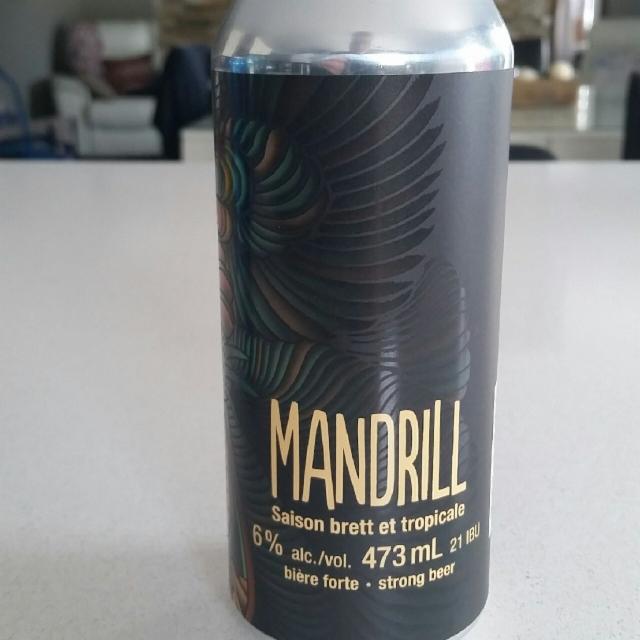 MANDRILL
Saison brett et tropicale
6% alc./vol. 473 mL 21 IBU
bière forte • strong beer